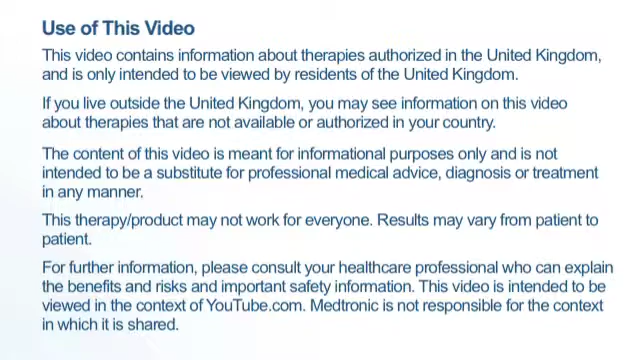 Use of This Video
This video contains information about therapies authorized in the United Kingdom,
and is only intended to be viewed by residents of the United Kingdom.
If you live outside the United Kingdom, you may see information on this video
about therapies that are not available or authorized in your country.
The content of this video is meant for informational purposes only and is not
intended to be a substitute for professional medical advice, diagnosis or treatment
in any manner.
This therapy/product may not work for everyone. Results may vary from patient to
patient.
For further information, please consult your healthcare professional who can explain
the benefits and risks and important safety information. This video is intended to be
viewed in the context of YouTube.com. Medtronic is not responsible for the context
in which it is shared.